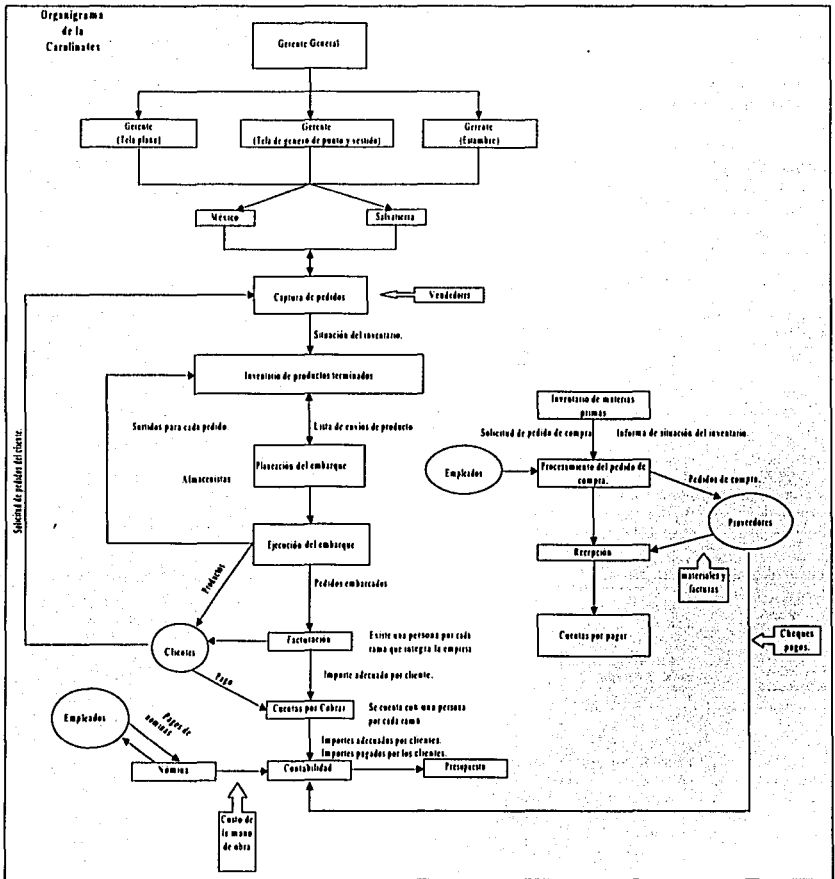 Organigrama
de la
Carolinatex
Gerente General
Gerente
(Tela plana)
Gerente
(Tela de genero de punto y vestido)
Gerente
(Estambre)
México
Salvatierra
Captura de pedidos
Vendedores
Situación del inventario.
Inventario de productos terminados
Surtidos para cada pedido
Lista de envios de producto
Almacenistas
Planeación del embarque
Ejecución del embarque
Productos
Pedidos embarcados
Solicitud de pedidos del cliente.
Clientes
Facturación
Existe una persona por cada
rama que integra la empresa
Importe adecuado por cliente.
Pago
Cuentas por Cobrar
Se cuenta con una persona
por cada ramo
Importes adecuados por clientes.
Importes pagados por los clientes.
Empleados
Pagos de
nóminas
Nómina
Contabilidad
Presupuesto
Costo de
la mano
de obra
Inventario de materias
primas
Solicitud de pedido de compra
Informa de situación del inventario.
Empleados
Procesamiento del pedido de
compra.
Pedidos de compra.
Proveedores
Recepción
materiales y
facturas
Cuentas por pagar
Cheques
pagos.